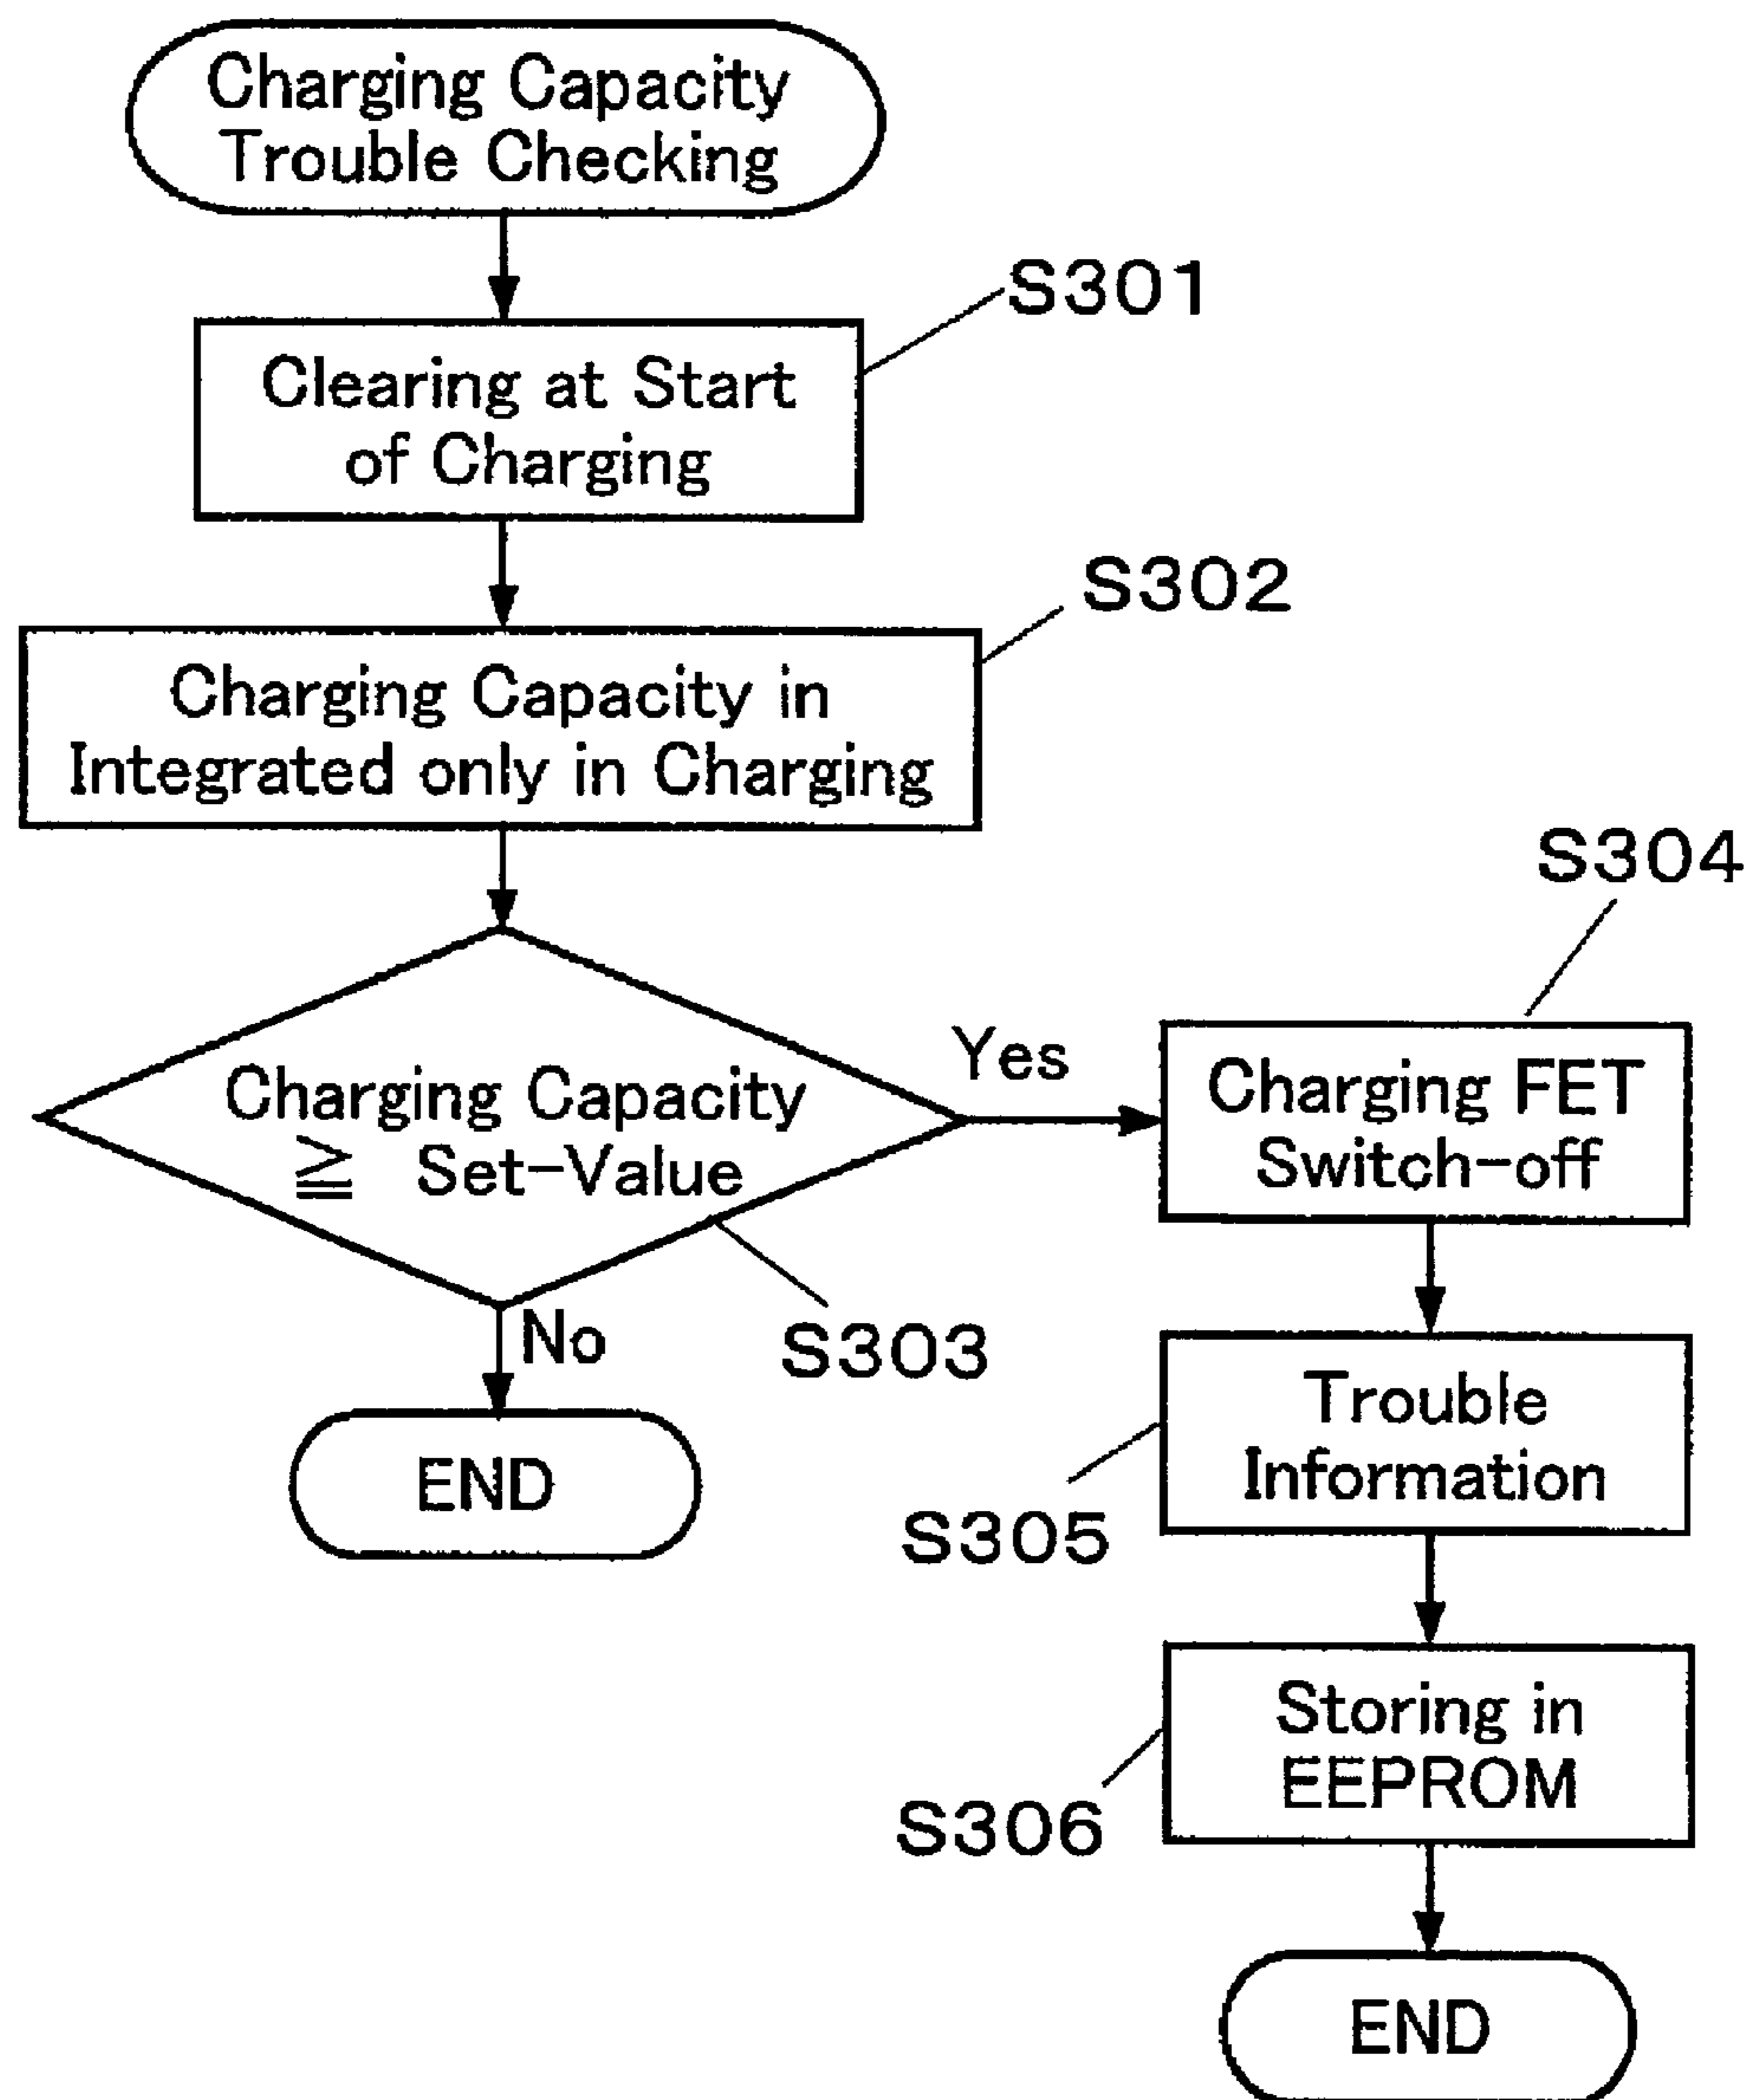 Charging Capacity
Trouble Checking
S301
Clearing at Start
of Charging
S302
Charging Capacity in
Integrated only in Charging
S304
Yes
Charging Capacity
≧ Set-Value
Charging FET
Switch-off
No
S303
END
Trouble
Information
S305
Storing in
EEPROM
S306
END